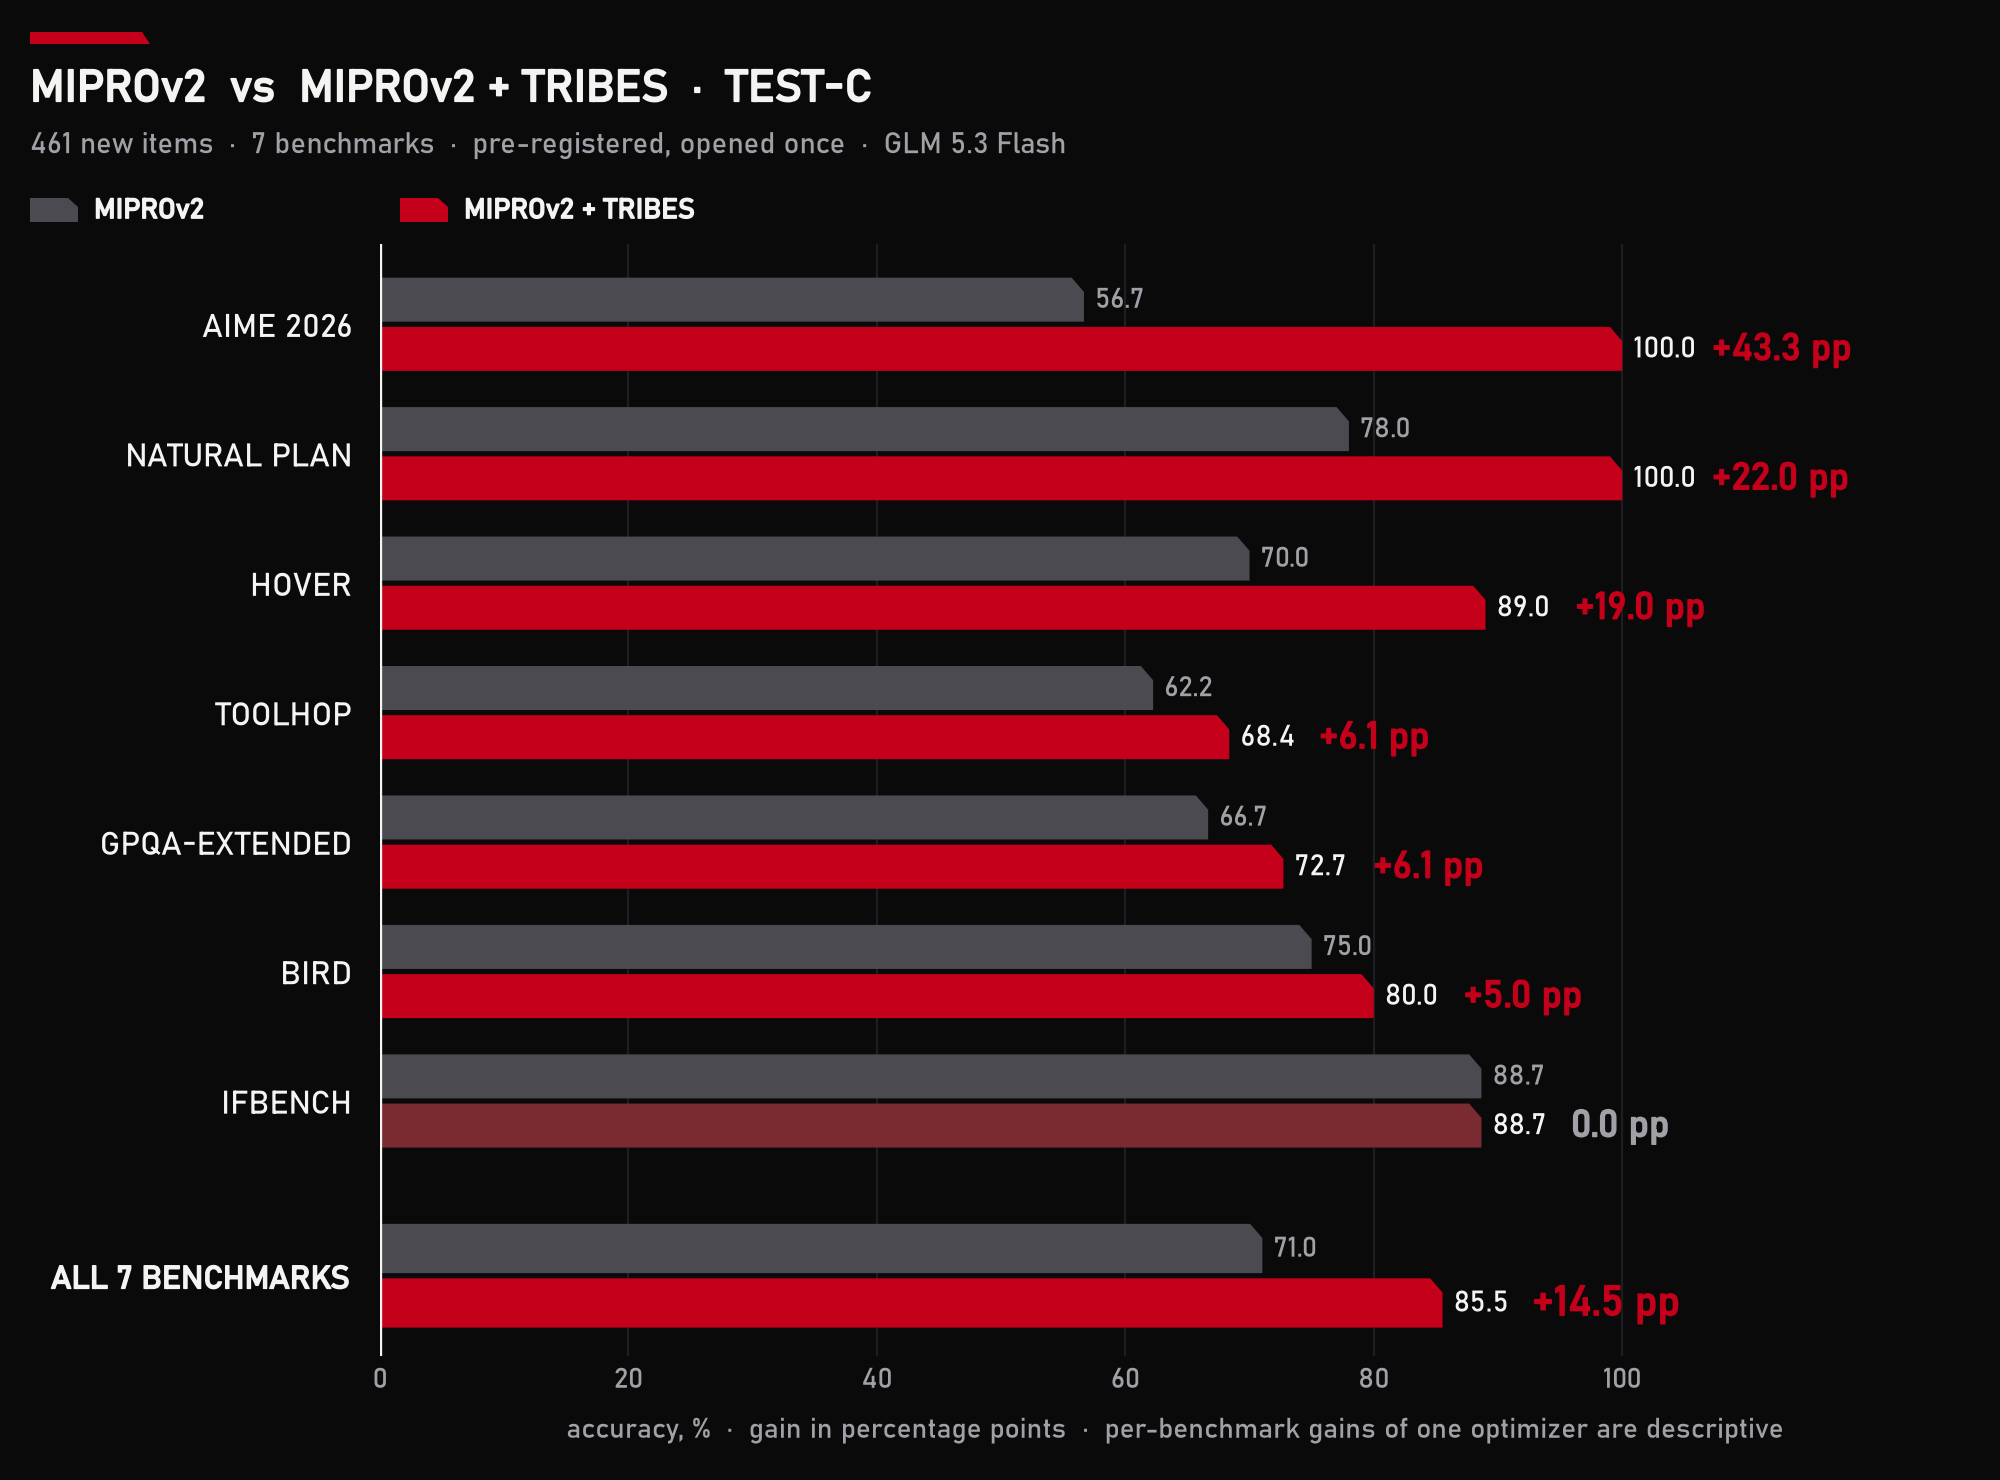 MIPROv2 vs MIPROv2 + TRIBES · TEST-C
461 new items · 7 benchmarks · pre-registered, opened once · GLM 5.3 Flash
MIPROv2
MIPROv2 + TRIBES
56.7
AIME 2026
100.0 +43.3 pp
78.0
NATURAL PLAN
100.0 +22.0 pp
70.0
HOVER
89.0 +19.0 pp
62.2
TOOLHOP
68.4 +6.1 pp
66.7
GPQA-EXTENDED
72.7 +6.1 pp
75.0
BIRD
80.0 +5.0 pp
88.7
IFBENCH
88.7 0.0 pp
71.0
ALL 7 BENCHMARKS
85.5 +14.5 pp
0 20 40 60 80 100
accuracy, % · gain in percentage points · per-benchmark gains of one optimizer are descriptive